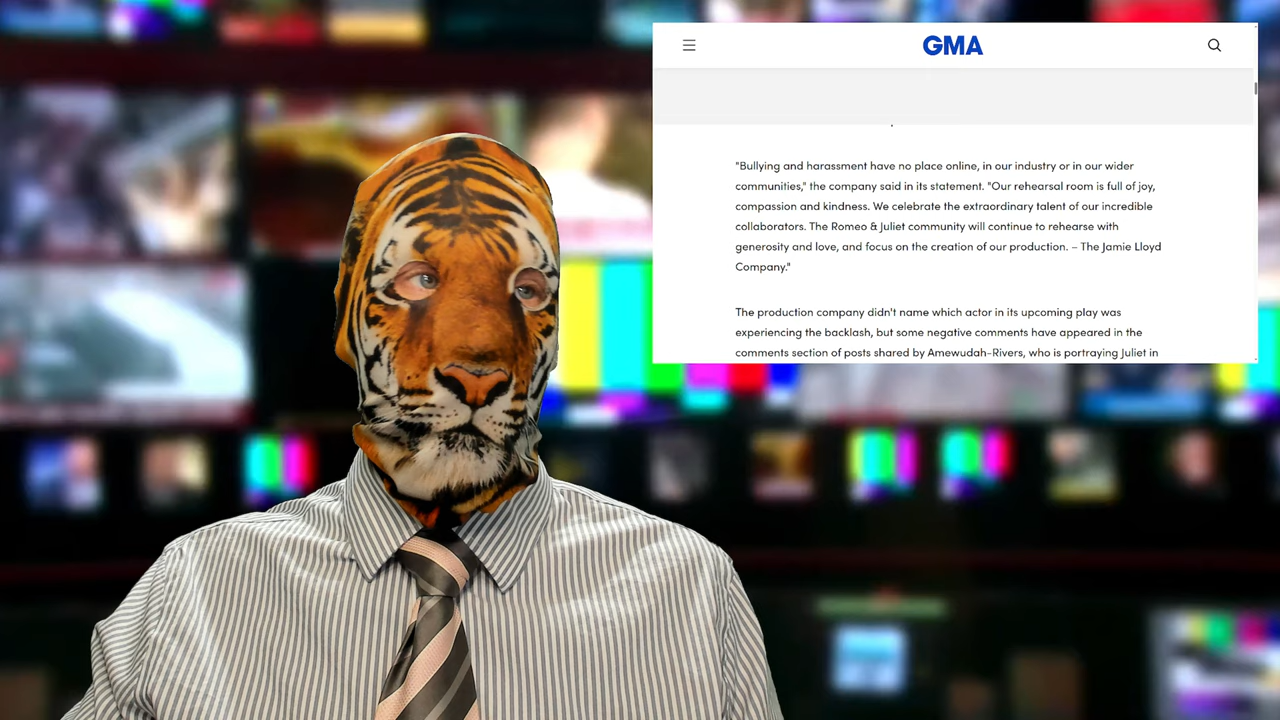 GMA
"Bullying and harassment have no place online, in our industry or in our wider
communities," the company said in its statement. "Our rehearsal room is full of joy,
compassion and kindness. We celebrate the extraordinary talent of our incredible
collaborators. The Romeo & Juliet community will continue to rehearse with
generosity and love, and focus on the creation of our production. – The Jamie Lloyd
Company."
The production company didn't name which actor in its upcoming play was
experiencing the backlash, but some negative comments have appeared in the
comments section of posts shared by Amewudah-Rivers, who is portraying Juliet in